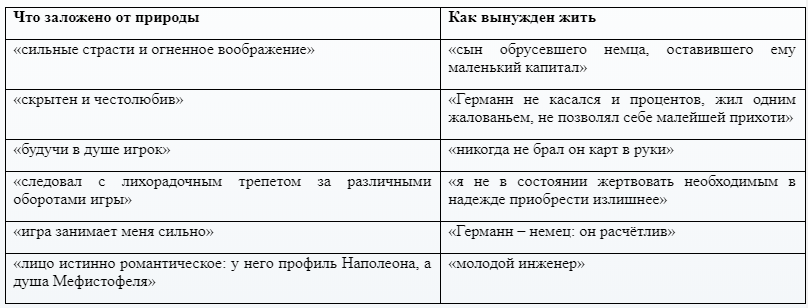 Что заложено от природы
Как вынужден жить
«сильные страсти и огненное воображение»
«сын обрусевшего немца, оставившего ему
маленький капитал»
«скрытен и честолюбив»
«Германн не касался и процентов, жил одним
жалованьем, не позволял себе малейшей прихоти»
«будучи в душе игрок»
«никогда не брал он карт в руки»
«следовал с лихорадочным трепетом за различными
оборотами игры»
«я не в состоянии жертвовать необходимым в
надежде приобрести излишнее»
«игра занимает меня сильно»
«Германн – немец: он расчётлив»
«лицо истинно романтическое: у него профиль Наполеона, а
душа Мефистофеля»
«молодой инженер»